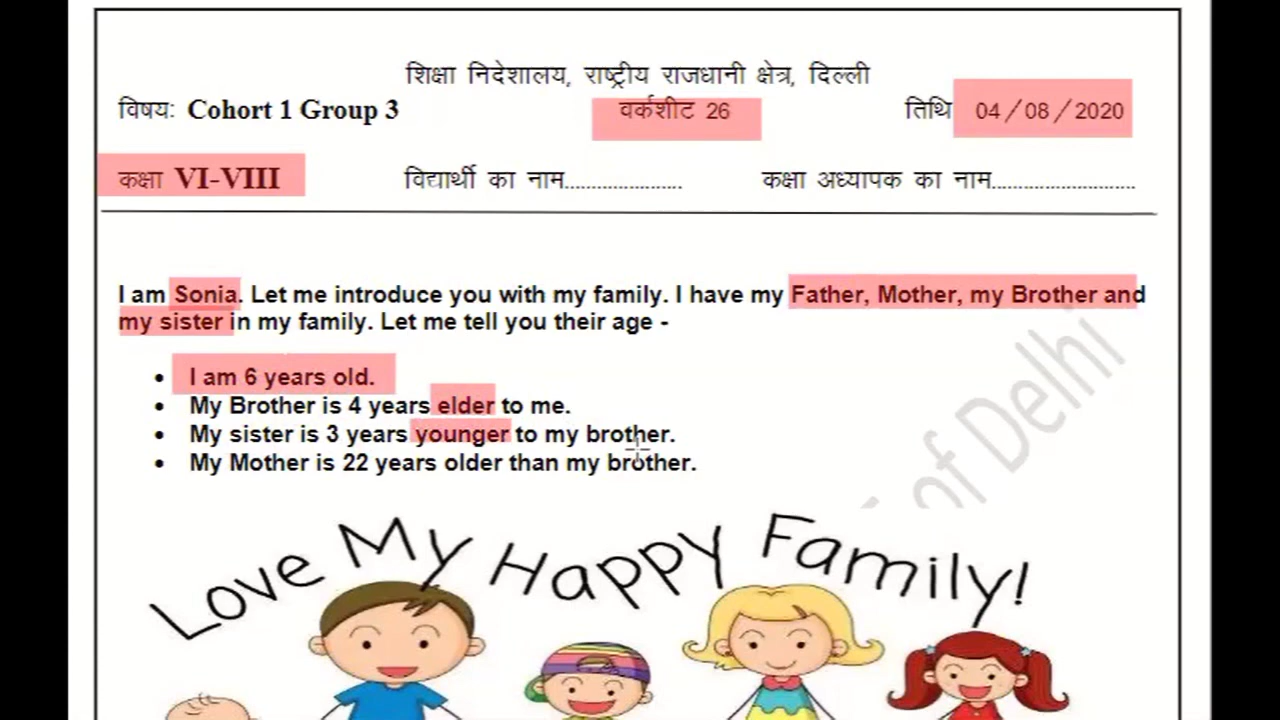 शिक्षा निदेशालय, राष्ट्रीय राजधानी क्षेत्र, दिल्ली
विषय: Cohort 1 Group 3 वर्कशीट 26 तिथि 04/08/2020
कक्षा VI-VIII विद्यार्थी का नाम...................... कक्षा अध्यापक का नाम...........................
I am Sonia. Let me introduce you with my family. I have my Father, Mother, my Brother and
my sister in my family. Let me tell you their age -
• I am 6 years old.
• My Brother is 4 years elder to me.
• My sister is 3 years younger to my brother.
• My Mother is 22 years older than my brother.
of Delhi
Love My Happy Family!